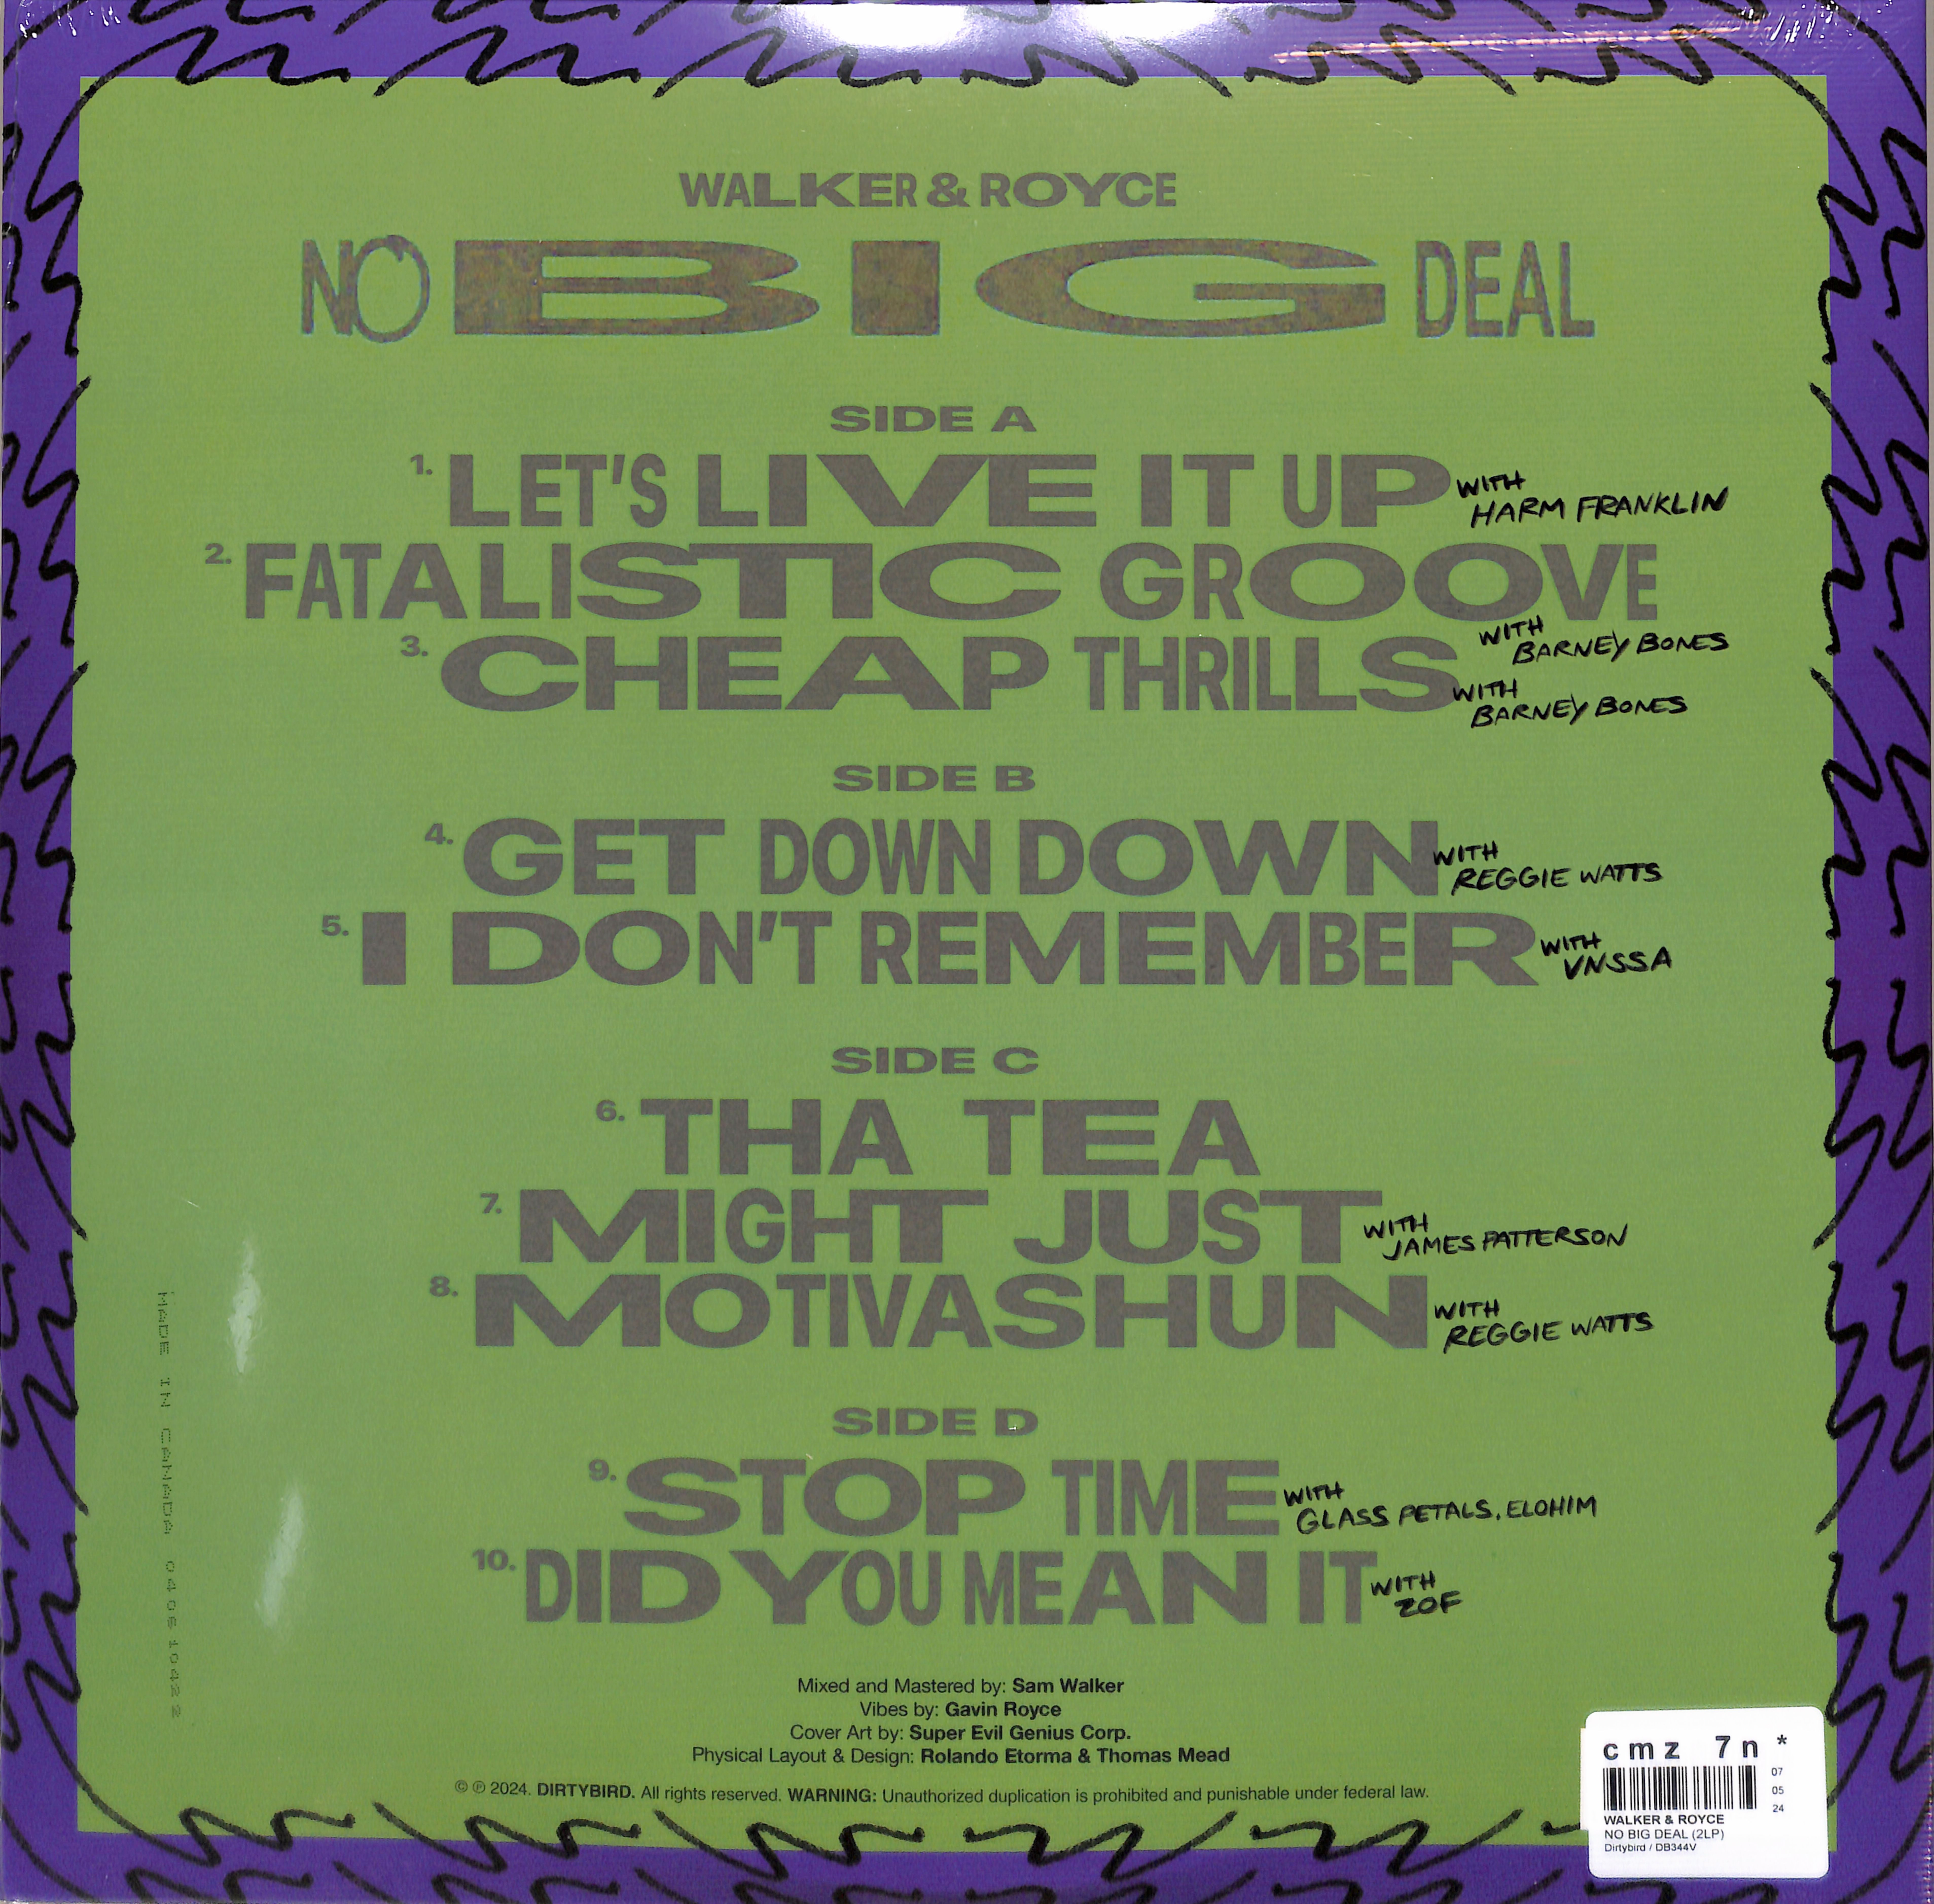 WALKER & ROYCE
NO BIG DEAL
SIDE A
1. LET'S LIVE IT UP WITH HARM FRANKLIN
2. FATALISTIC GROOVE WITH BARNEY BONES
3. CHEAP THRILLS WITH BARNEY BONES
SIDE B
4. GET DOWN DOWN WITH REGGIE WATTS
5. I DON'T REMEMBER WITH VNSSA
SIDE C
6. THA TEA
7. MIGHT JUST WITH JAMES PATTERSON
8. MOTIVASHUN WITH REGGIE WATTS
SIDE D
9. STOP TIME WITH GLASS PETALS, ELOHIM
10. DID YOU MEAN IT WITH ZOF
Mixed and Mastered by: Sam Walker
Vibes by: Gavin Royce
Cover Art by: Super Evil Genius Corp.
Physical Layout & Design: Rolando Etorma & Thomas Mead
© ℗ 2024. DIRTYBIRD. All rights reserved. WARNING: Unauthorized duplication is prohibited and punishable under federal law.
MADE IN CANADA
cmz 7n *
07
05
24
WALKER & ROYCE
NO BIG DEAL (2LP)
Dirtybird / DB344V